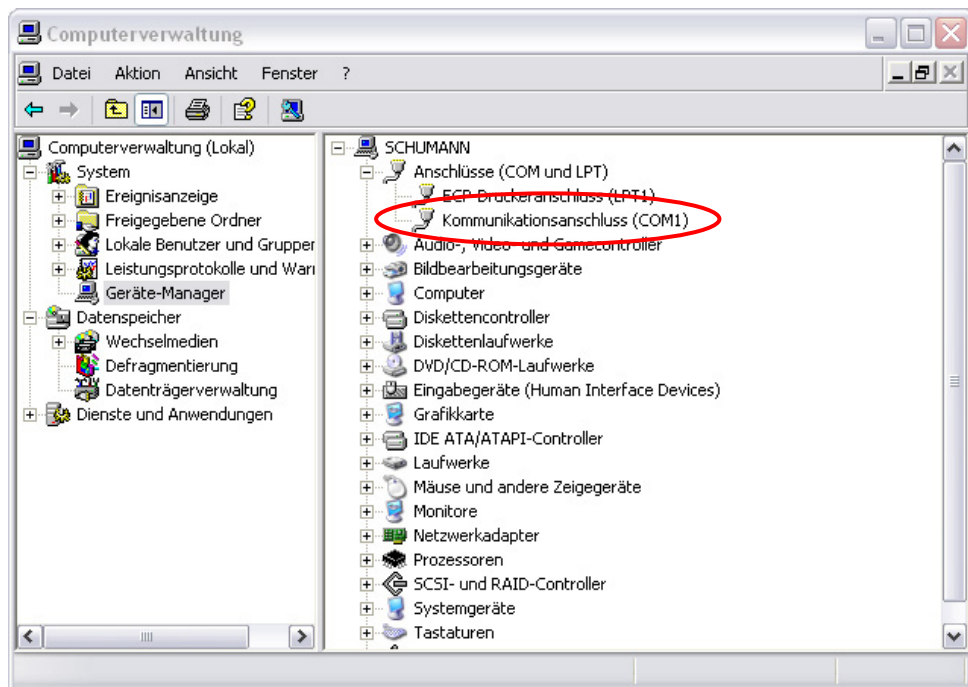 Computerverwaltung
Datei Aktion Ansicht Fenster ?
Computerverwaltung (Lokal)
System
Ereignisanzeige
Freigegebene Ordner
Lokale Benutzer und Gruppen
Leistungsprotokolle und Warn
Geräte-Manager
Datenspeicher
Wechselmedien
Defragmentierung
Datenträgerverwaltung
Dienste und Anwendungen
SCHUMANN
Anschlüsse (COM und LPT)
ECP-Druckeranschluss (LPT1)
Kommunikationsanschluss (COM1)
Audio-, Video- und Gamecontroller
Bildbearbeitungsgeräte
Computer
Diskettencontroller
Diskettenlaufwerke
DVD/CD-ROM-Laufwerke
Eingabegeräte (Human Interface Devices)
Grafikkarte
IDE ATA/ATAPI-Controller
Laufwerke
Mäuse und andere Zeigegeräte
Monitore
Netzwerkadapter
Prozessoren
SCSI- und RAID-Controller
Systemgeräte
Tastaturen